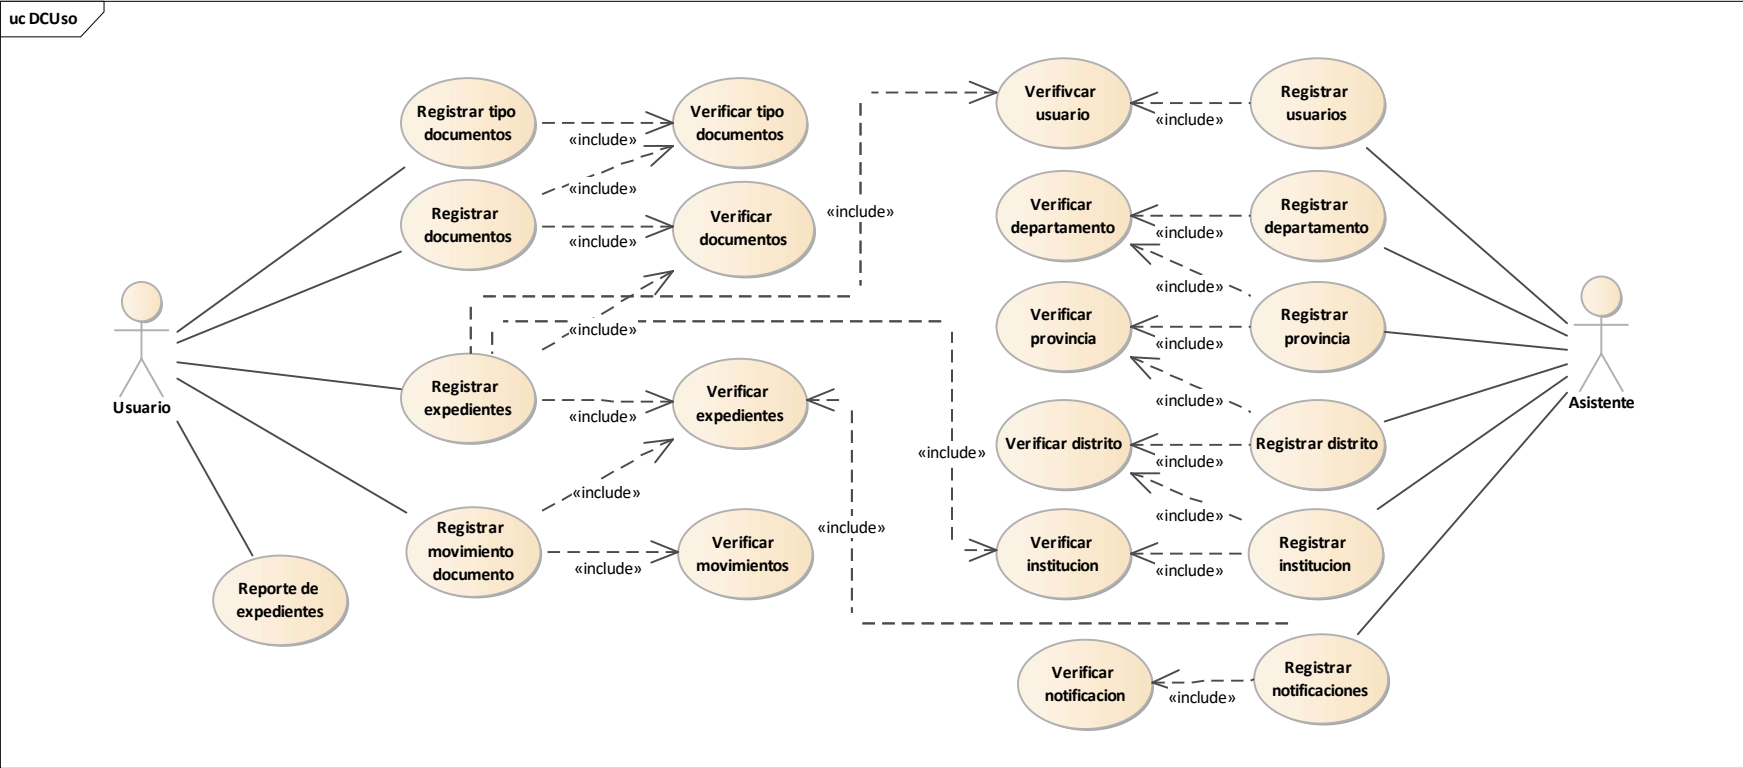 uc DCUso
Registrar tipo
documentos
«include»
Verificar tipo
documentos
«include»
Registrar
documentos
«include»
Verificar
documentos
«include»
«include»
Registrar
expedientes
«include»
Verificar
expedientes
«include»
Registrar
movimiento
documento
«include»
Verificar
movimientos
Usuario
Reporte de
expedientes
«include»
«include»
Verifivcar
usuario
«include»
Registrar
usuarios
Verificar
departamento
«include»
Registrar
departamento
«include»
Verificar
provincia
«include»
Registrar
provincia
«include»
Verificar distrito
«include»
Registrar distrito
«include»
Verificar
institucion
«include»
Registrar
institucion
Verificar
notificacion
«include»
Registrar
notificaciones
Asistente